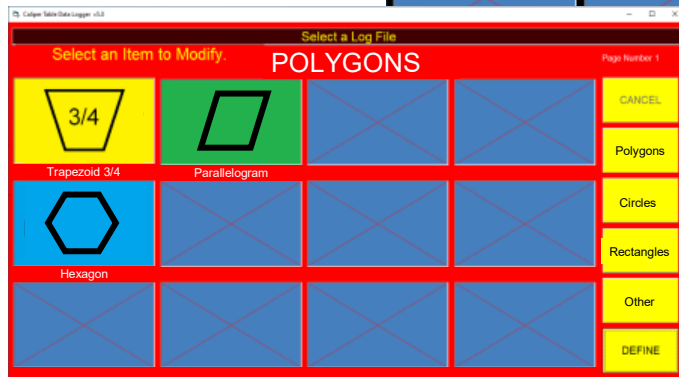 Caliper Table Data Logger v5.0
Select a Log File
Select an Item to Modify.
POLYGONS
Page Number 1
3/4
CANCEL
Polygons
Trapezoid 3/4
Parallelogram
Circles
Rectangles
Hexagon
Other
DEFINE